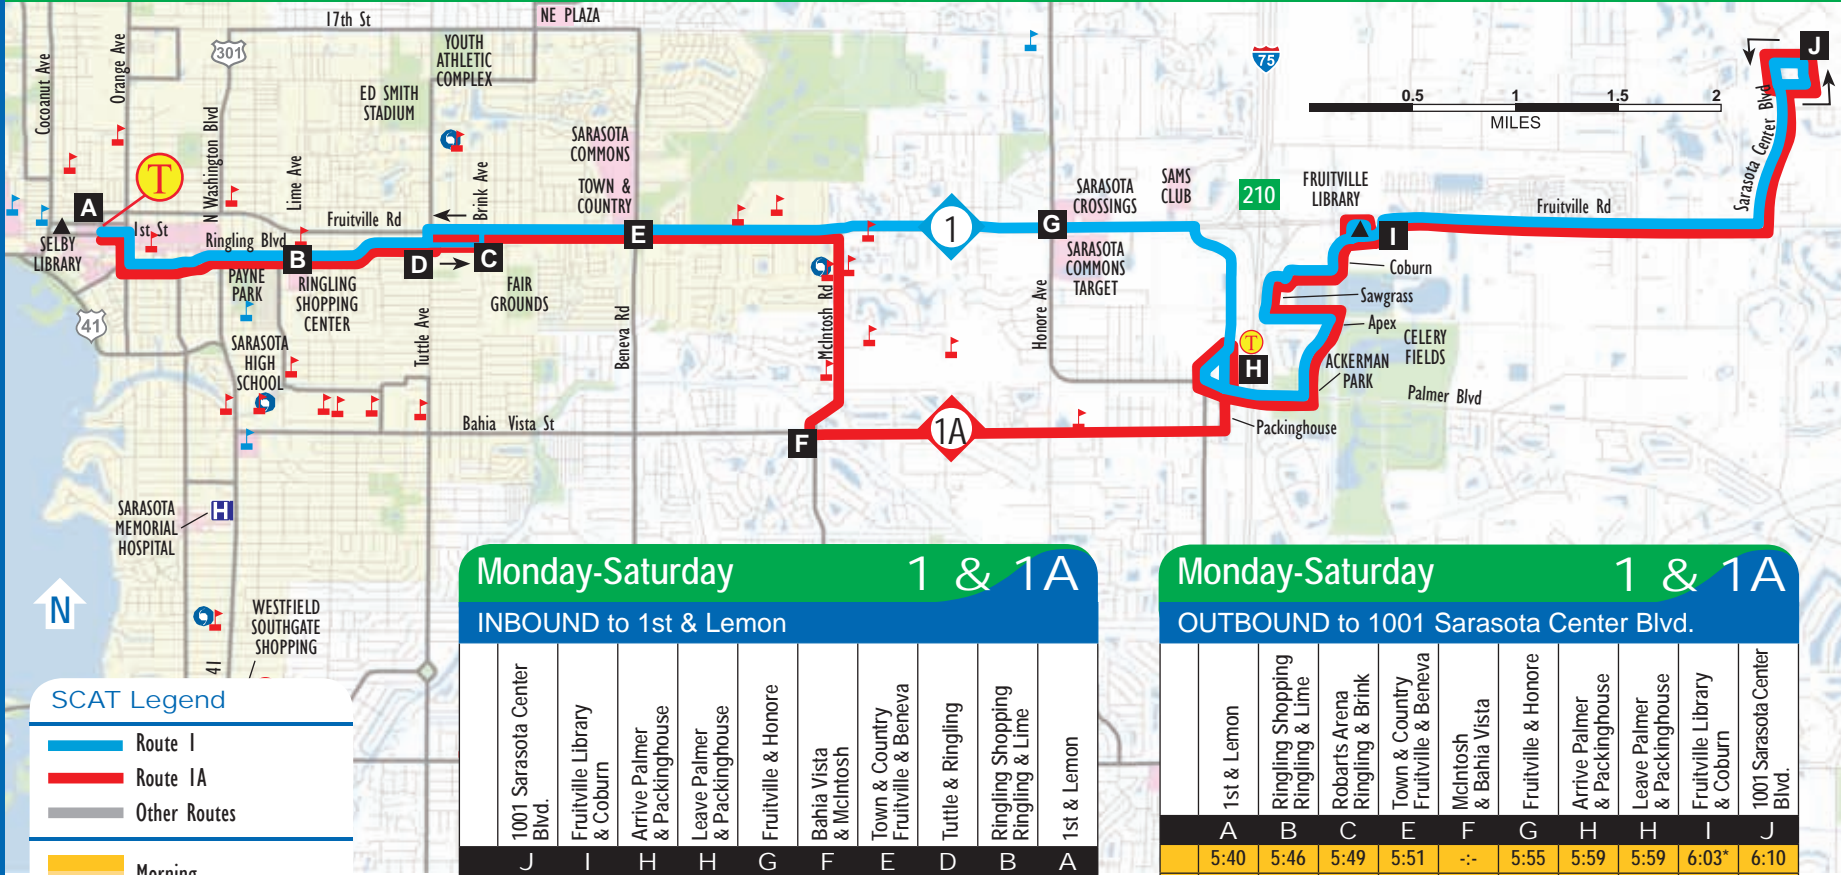 17th St
NE PLAZA
Cocoanut Ave
Orange Ave
301
N Washington Blvd
Lime Ave
YOUTH
ATHLETIC
COMPLEX
ED SMITH
STADIUM
Brink Ave
SARASOTA
COMMONS
TOWN &
COUNTRY
75
0.5
1
1.5
2
MILES
J
Sarasota Center Blvd
T
A
SELBY
LIBRARY
1st St
Fruitville Rd
Ringling Blvd
B
PAYNE
PARK
RINGLING
SHOPPING
CENTER
D
C
FAIR
GROUNDS
E
41
SARASOTA
HIGH
SCHOOL
Tuttle Ave
Beneva Rd
McIntosh Rd
1
G
Honore Ave
SARASOTA
CROSSINGS
SAMS
CLUB
SARASOTA
COMMONS
TARGET
210
FRUITVILLE
LIBRARY
I
Fruitville Rd
Coburn
Sawgrass
Apex
CELERY
FIELDS
ACKERMAN
PARK
T
H
Palmer Blvd
Packinghouse
Bahia Vista St
F
1A
SARASOTA
MEMORIAL
HOSPITAL
H
N
WESTFIELD
SOUTHGATE
SHOPPING
41
SCAT Legend
Route 1
Route 1A
Other Routes
Morning
Monday-Saturday 1 & 1A
INBOUND to 1st & Lemon
1001 Sarasota Center
Blvd.
Fruitville Library
& Coburn
Arrive Palmer
& Packinghouse
Leave Palmer
& Packinghouse
Fruitville & Honore
Bahia Vista
& McIntosh
Town & Country
Fruitville & Beneva
Tuttle & Ringling
Ringling Shopping
Ringling & Lime
1st & Lemon
J I H H G F E D B A
Monday-Saturday 1 & 1A
OUTBOUND to 1001 Sarasota Center Blvd.
1st & Lemon
Ringling Shopping
Ringling & Lime
Robarts Arena
Ringling & Brink
Town & Country
Fruitville & Beneva
McIntosh
& Bahia Vista
Fruitville & Honore
Arrive Palmer
& Packinghouse
Leave Palmer
& Packinghouse
Fruitville Library
& Coburn
1001 Sarasota Center
Blvd.
A B C E F G H H I J
5:40 5:46 5:49 5:51 -:- 5:55 5:59 5:59 6:03* 6:10